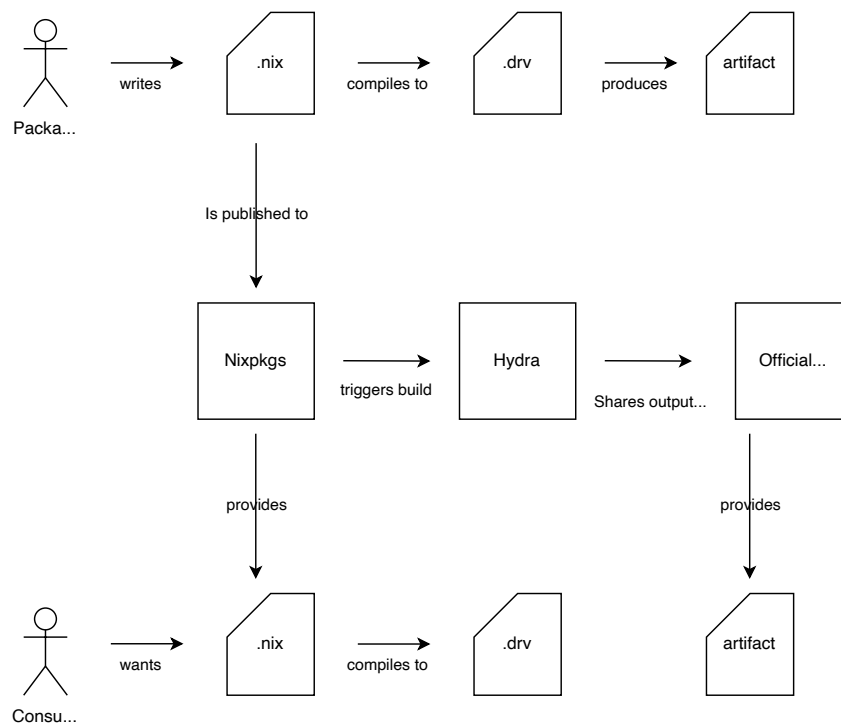 .nix
.drv
artifact
writes
compiles to
produces
Packa...
Is published to
Nixpkgs
Hydra
Official...
triggers build
Shares output...
provides
provides
.nix
.drv
artifact
wants
compiles to
Consu...